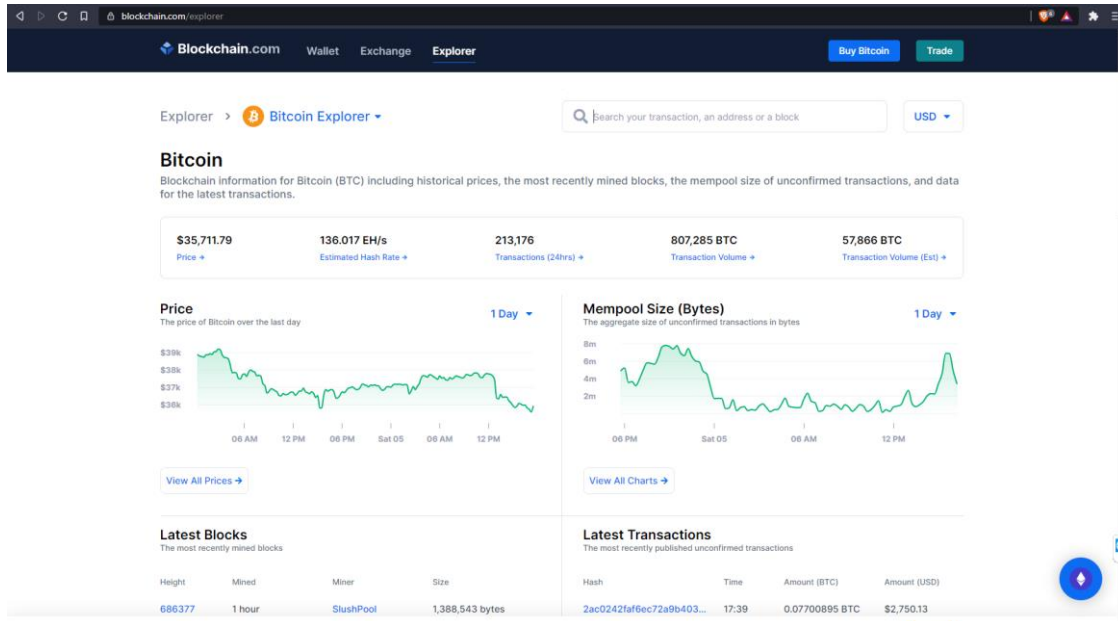 blockchain.com/explorer
Blockchain.com Wallet Exchange Explorer Buy Bitcoin Trade
Explorer > Bitcoin Explorer Search your transaction, an address or a block USD
Bitcoin
Blockchain information for Bitcoin (BTC) including historical prices, the most recently mined blocks, the mempool size of unconfirmed transactions, and data
for the latest transactions.
$35,711.79 136.017 EH/s 213,176 807,285 BTC 57,866 BTC
Price → Estimated Hash Rate → Transactions (24hrs) → Transaction Volume → Transaction Volume (Est) →
Price
The price of Bitcoin over the last day
1 Day
$39k
$38k
$37k
$36k
06 AM 12 PM 06 PM Sat 05 06 AM 12 PM
View All Prices →
Mempool Size (Bytes)
The aggregate size of unconfirmed transactions in bytes
1 Day
8m
6m
4m
2m
06 PM Sat 05 06 AM 12 PM
View All Charts →
Latest Blocks
The most recently mined blocks
Height Mined Miner Size
686377 1 hour SlushPool 1,388,543 bytes
Latest Transactions
The most recently published unconfirmed transactions
Hash Time Amount (BTC) Amount (USD)
2ac0242faf6ec72a9b403... 17:39 0.07700895 BTC $2,750.13